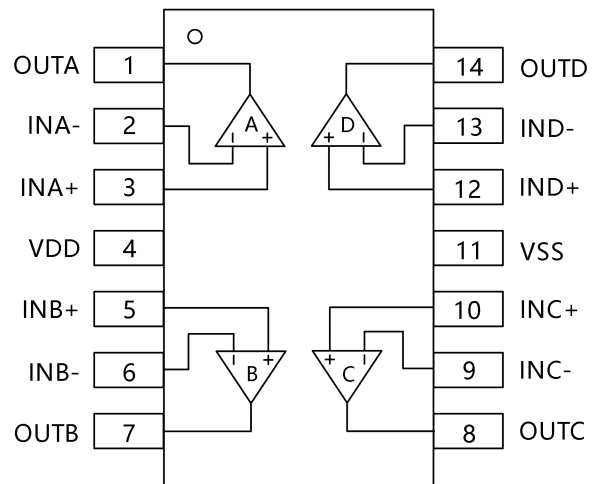 OUTA 1 14 OUTD
A D
INA- 2 - + + - 13 IND-
INA+ 3 12 IND+
VDD 4 11 VSS
INB+ 5 10 INC+
- + + -
INB- 6 B C 9 INC-
OUTB 7 8 OUTC